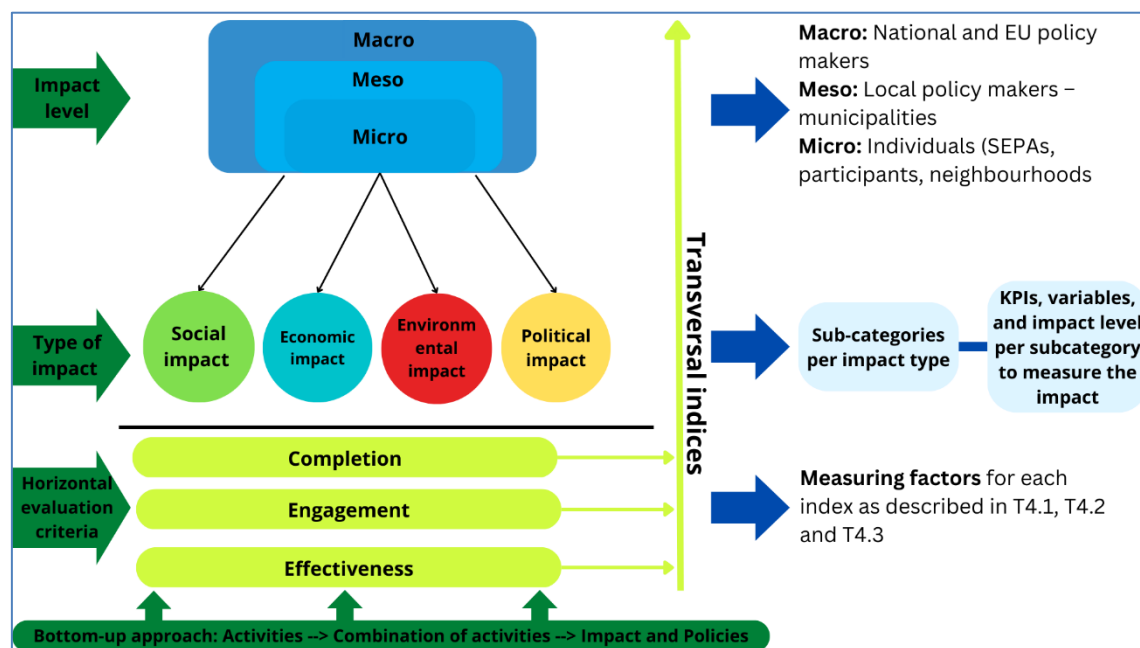 Impact
level
Macro
Meso
Micro
Macro: National and EU policy
makers
Meso: Local policy makers –
municipalities
Micro: Individuals (SEPAs,
participants, neighbourhoods
Transversal indices
Type of
impact
Social
impact
Economic
impact
Environm
ental
impact
Political
impact
Sub-categories
per impact type
KPIs, variables,
and impact level
per subcategory
to measure the
impact
Horizontal
evaluation
criteria
Completion
Engagement
Effectiveness
Measuring factors for each
index as described in T4.1, T4.2
and T4.3
Bottom-up approach: Activities --> Combination of activities --> Impact and Policies